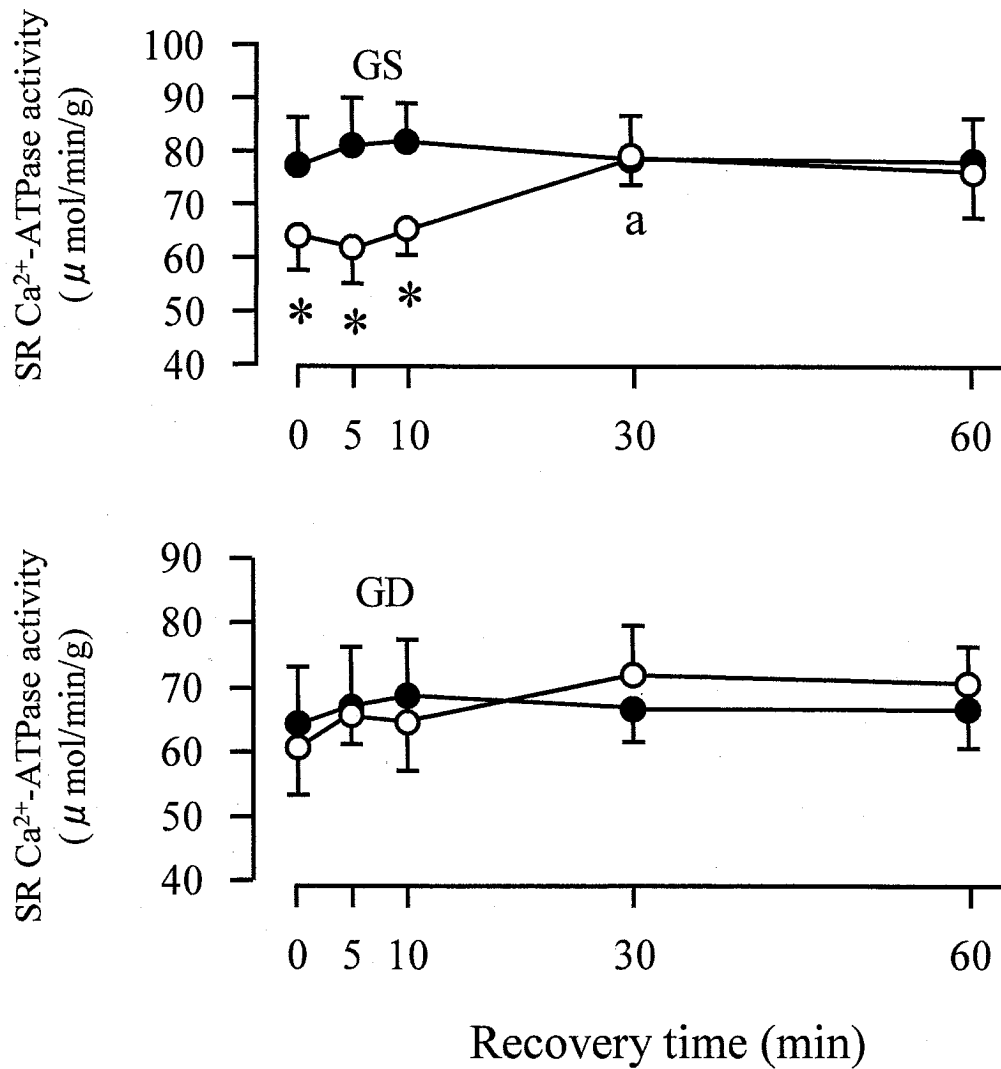 SR Ca²⁺-ATPase activity
(μ mol/min/g)
100
90
80
70
60
50
40
GS
a
* * *
0 5 10 30 60
SR Ca²⁺-ATPase activity
(μ mol/min/g)
90
80
70
60
50
40
GD
0 5 10 30 60
Recovery time (min)